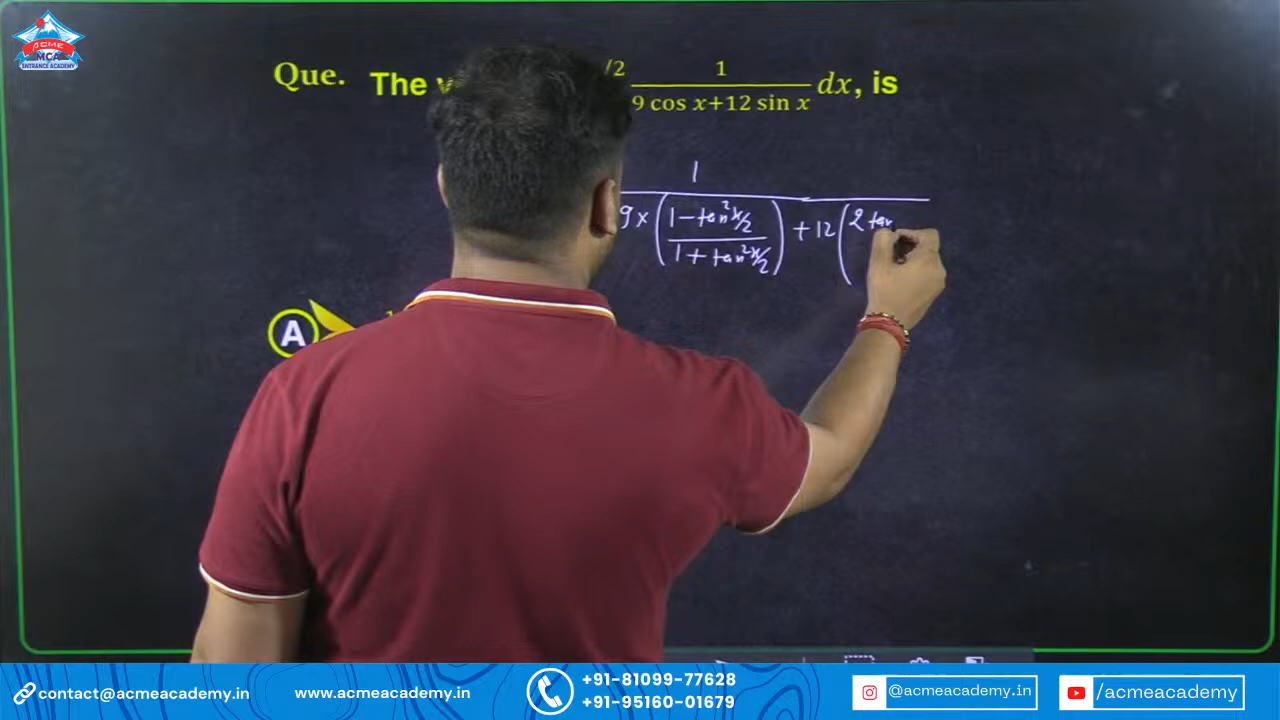 ACME
MCA
ENTRANCE ACADEMY
Que. The /2 1 dx, is
9 cos x+12 sin x
1
9 x (1 - tan² x/2 / 1 + tan² x/2) + 12 (2 tan
A
contact@acmeacademy.in www.acmeacademy.in +91-81099-77628 @acmeacademy.in /acmeacademy
+91-95160-01679